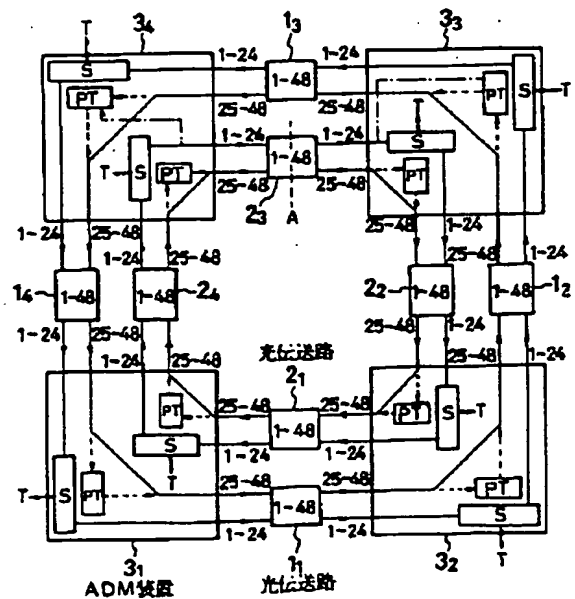 3₄ 1₃ 3₃
T 1-24 1-24
S 1-48 S T
PT 25-48 25-48 PT
T
1-24 1-24
S 1-48 S
T PT 25-48 25-48 PT
2₃ A
1-24 25-48 1-24 25-48 25-48 1-24 25-48 1-24
1₄ 1-48 1-48 2₄ 2₂ 1-48 1-48 1₂
1-24 25-48 1-24 25-48 25-48 1-24 25-48 1-24
光伝送路
2₁
PT 25-48 1-48 25-48 PT S T
S 1-24 1-24
T
S PT 25-48 25-48 PT
T 1-48 S
1-24 1-24
3₁ 1₁ 3₂ T
ADM装置 光伝送路